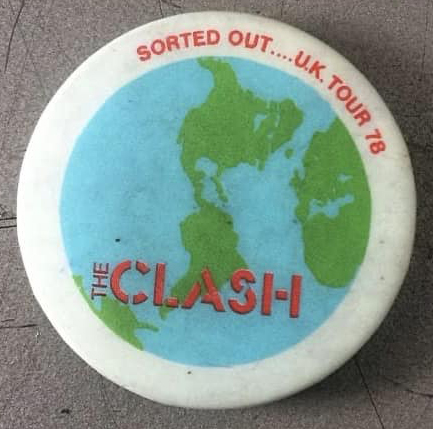 SORTED OUT....U.K. TOUR 78
THE CLASH